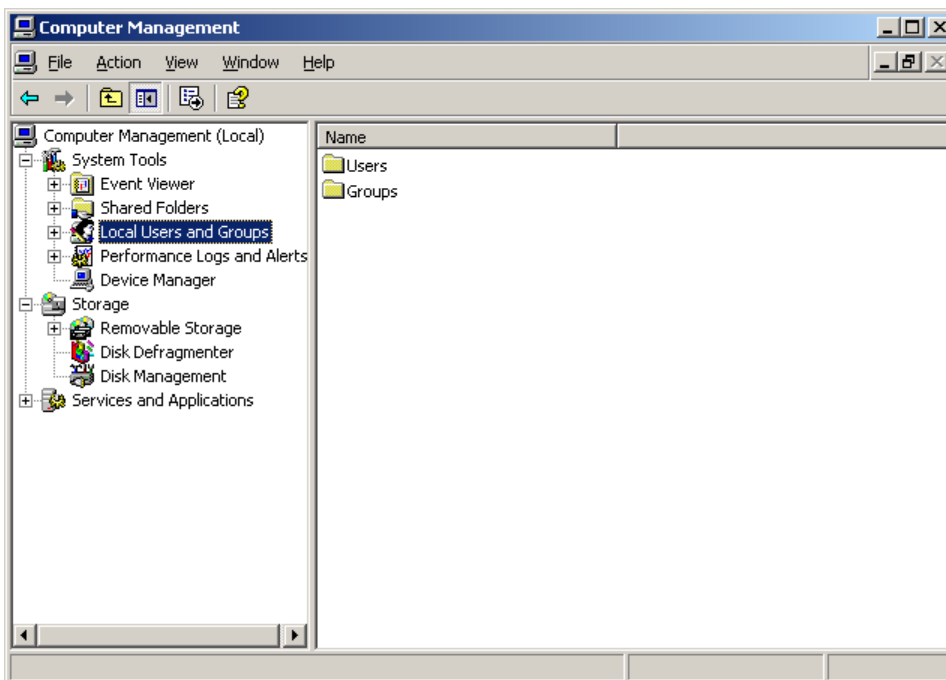 Computer Management
File Action View Window Help
Computer Management (Local)
System Tools
Event Viewer
Shared Folders
Local Users and Groups
Performance Logs and Alerts
Device Manager
Storage
Removable Storage
Disk Defragmenter
Disk Management
Services and Applications
Name
Users
Groups